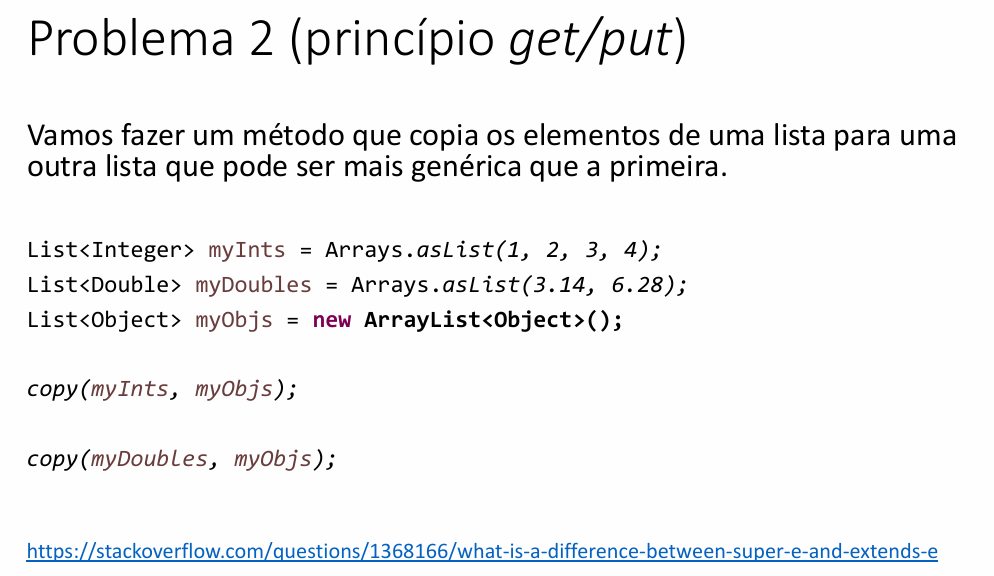 Problema 2 (princípio get/put)
Vamos fazer um método que copia os elementos de uma lista para uma
outra lista que pode ser mais genérica que a primeira.
List<Integer> myInts = Arrays.asList(1, 2, 3, 4);
List<Double> myDoubles = Arrays.asList(3.14, 6.28);
List<Object> myObjs = new ArrayList<Object>();
copy(myInts, myObjs);
copy(myDoubles, myObjs);
https://stackoverflow.com/questions/1368166/what-is-a-difference-between-super-e-and-extends-e